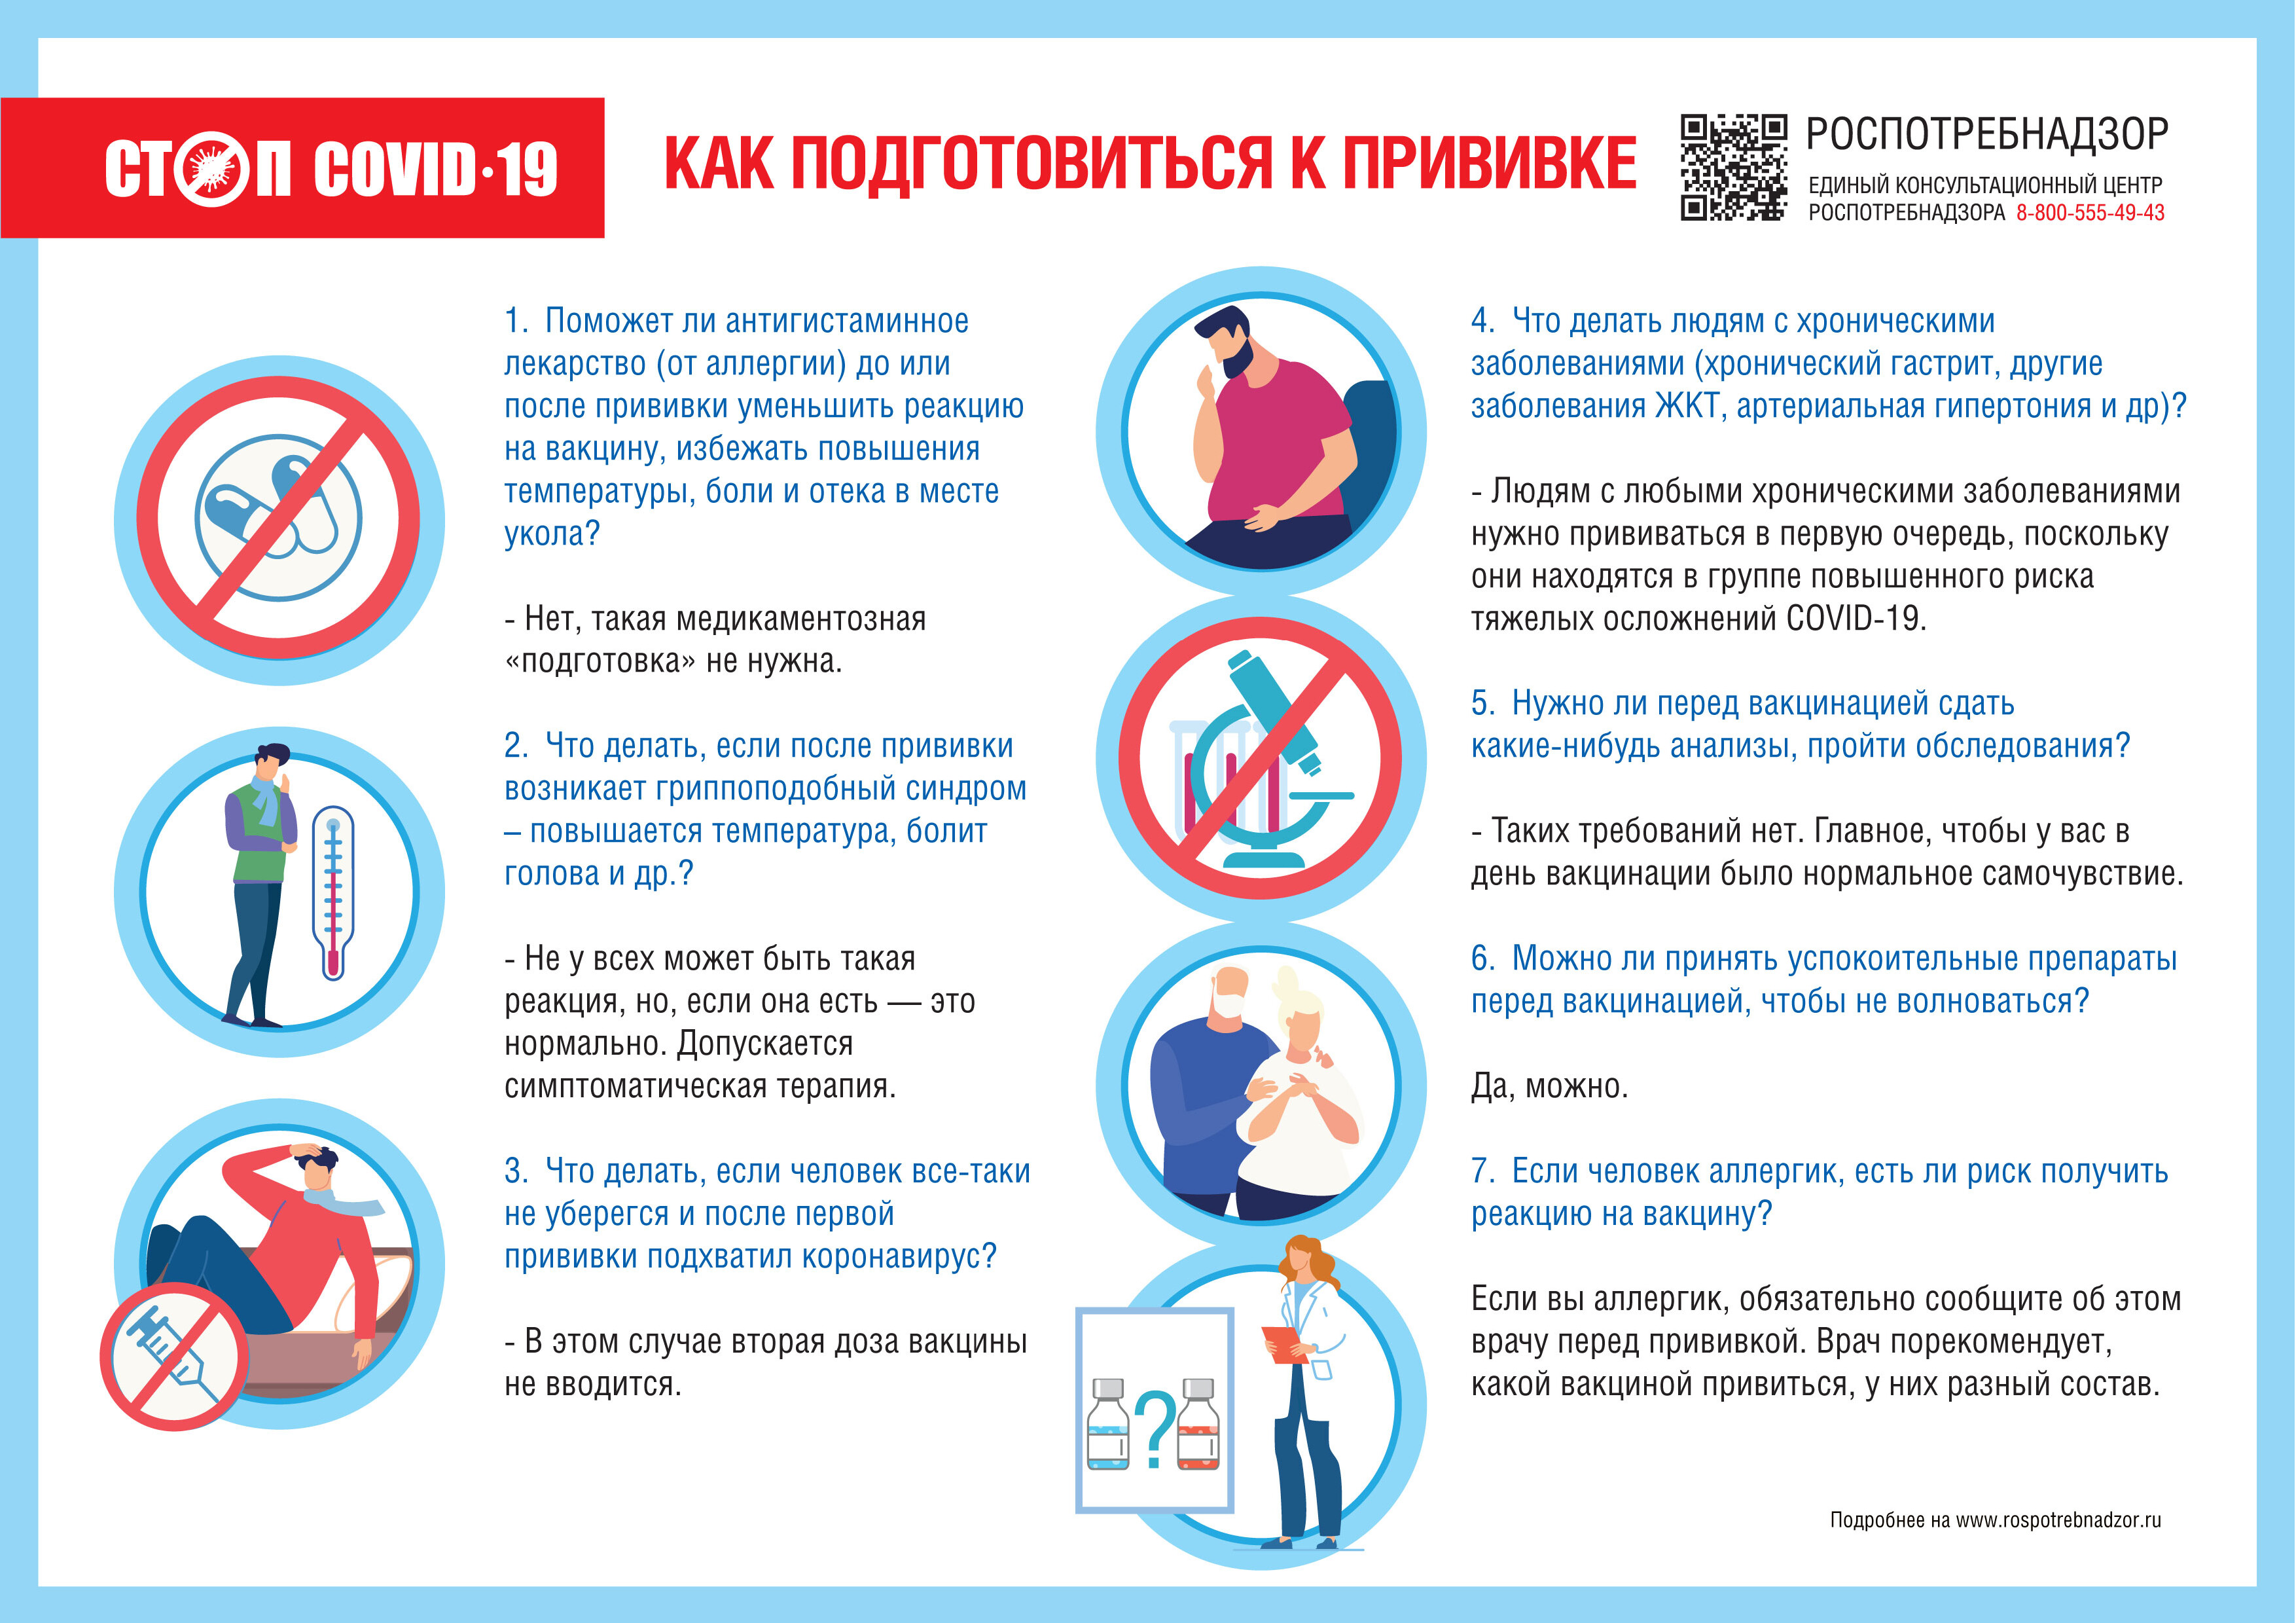 СТОП COVID·19
КАК ПОДГОТОВИТЬСЯ К ПРИВИВКЕ
РОСПОТРЕБНАДЗОР
ЕДИНЫЙ КОНСУЛЬТАЦИОННЫЙ ЦЕНТР
РОСПОТРЕБНАДЗОРА 8-800-555-49-43
1. Поможет ли антигистаминное
лекарство (от аллергии) до или
после прививки уменьшить реакцию
на вакцину, избежать повышения
температуры, боли и отека в месте
укола?
- Нет, такая медикаментозная
«подготовка» не нужна.
2. Что делать, если после прививки
возникает гриппоподобный синдром
– повышается температура, болит
голова и др.?
- Не у всех может быть такая
реакция, но, если она есть — это
нормально. Допускается
симптоматическая терапия.
3. Что делать, если человек все-таки
не уберегся и после первой
прививки подхватил коронавирус?
- В этом случае вторая доза вакцины
не вводится.
4. Что делать людям с хроническими
заболеваниями (хронический гастрит, другие
заболевания ЖКТ, артериальная гипертония и др)?
- Людям с любыми хроническими заболеваниями
нужно прививаться в первую очередь, поскольку
они находятся в группе повышенного риска
тяжелых осложнений COVID-19.
5. Нужно ли перед вакцинацией сдать
какие-нибудь анализы, пройти обследования?
- Таких требований нет. Главное, чтобы у вас в
день вакцинации было нормальное самочувствие.
6. Можно ли принять успокоительные препараты
перед вакцинацией, чтобы не волноваться?
Да, можно.
7. Если человек аллергик, есть ли риск получить
реакцию на вакцину?
Если вы аллергик, обязательно сообщите об этом
врачу перед прививкой. Врач порекомендует,
какой вакциной привиться, у них разный состав.
?
Подробнее на www.rospotrebnadzor.ru